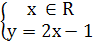 {x ∈ R
y = 2x - 1